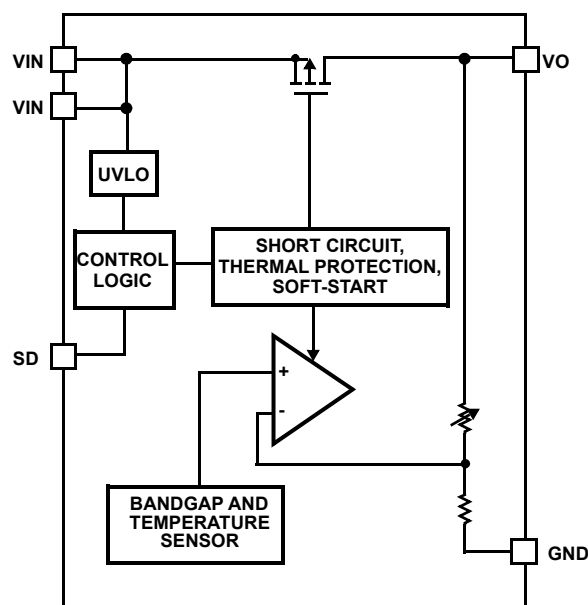 VIN
VO
VIN
UVLO
CONTROL
LOGIC
SHORT CIRCUIT,
THERMAL PROTECTION,
SOFT-START
SD
+
-
BANDGAP AND
TEMPERATURE
SENSOR
GND